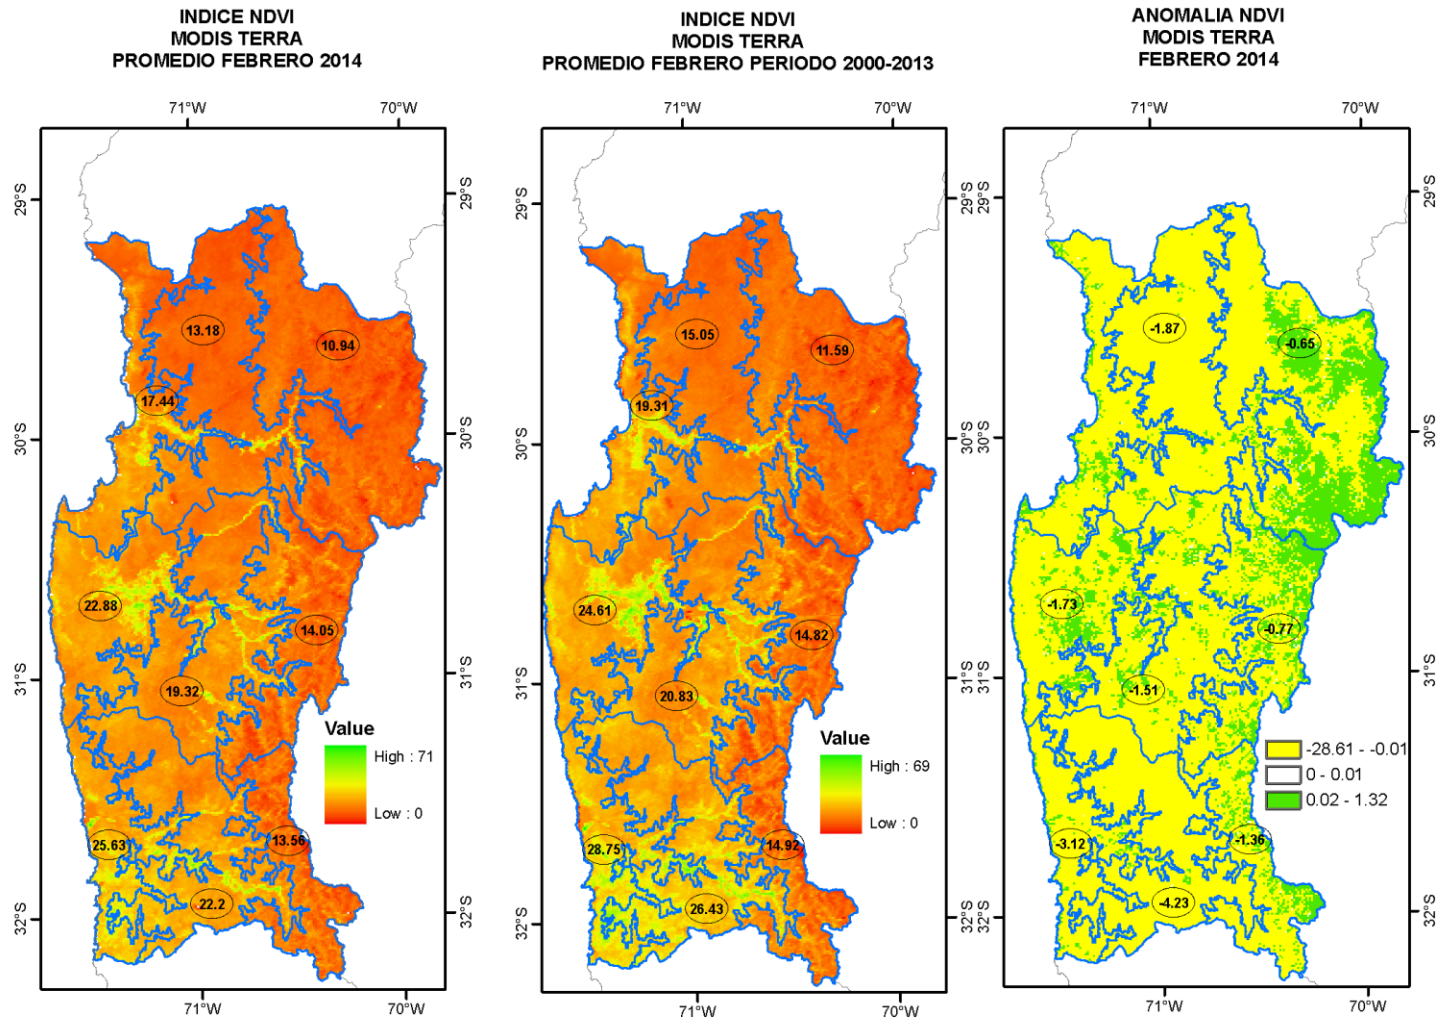 INDICE NDVI
MODIS TERRA
PROMEDIO FEBRERO 2014
71°W
70°W
29°S
29°S
30°S
30°S
31°S
31°S
32°S
32°S
13.18
10.94
17.44
22.88
14.05
19.32
25.63
13.56
22.2
Value
High : 71
Low : 0
71°W
70°W
INDICE NDVI
MODIS TERRA
PROMEDIO FEBRERO PERIODO 2000-2013
71°W
70°W
29°S
29°S
30°S
30°S
31°S
31°S
32°S
32°S
15.05
11.59
19.31
24.61
14.82
20.83
28.75
14.92
26.43
Value
High : 69
Low : 0
71°W
70°W
ANOMALIA NDVI
MODIS TERRA
FEBRERO 2014
71°W
70°W
29°S
29°S
30°S
30°S
31°S
31°S
32°S
32°S
-1.87
-0.65
-1.73
-0.77
-1.51
-3.12
-1.36
-4.23
-28.61 - -0.01
0 - 0.01
0.02 - 1.32
71°W
70°W